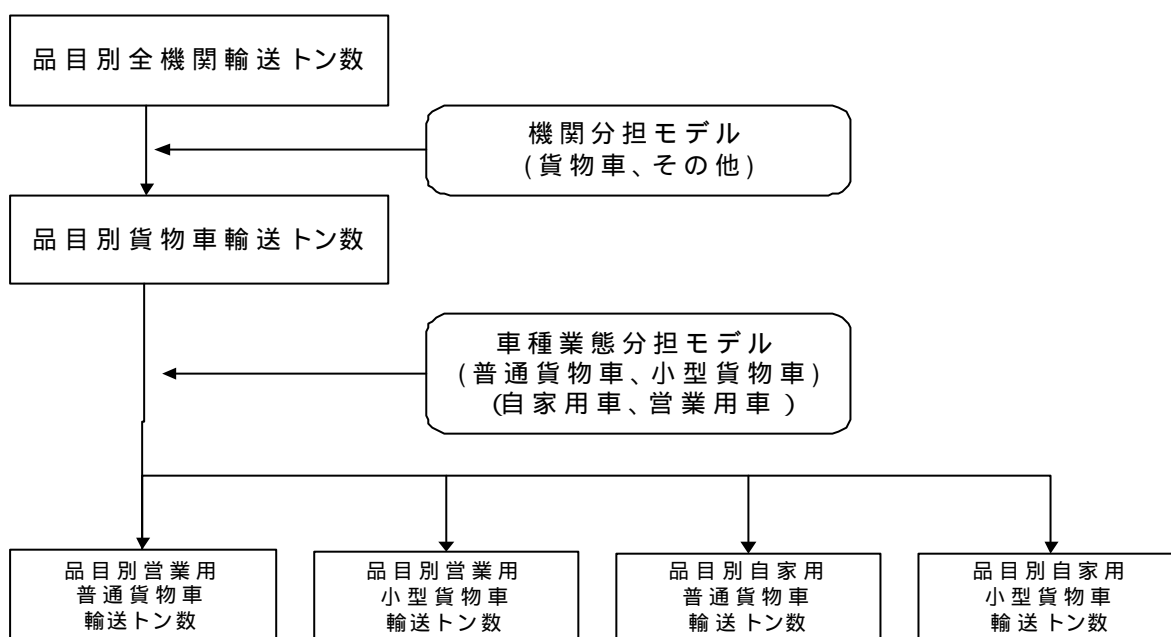 品目別全機関輸送トン数
機関分担モデル
(貨物車、その他)
品目別貨物車輸送トン数
車種業態分担モデル
(普通貨物車、小型貨物車)
(自家用車、営業用車)
品目別営業用
普通貨物車
輸送トン数
品目別営業用
小型貨物車
輸送トン数
品目別自家用
普通貨物車
輸送トン数
品目別自家用
小型貨物車
輸送トン数